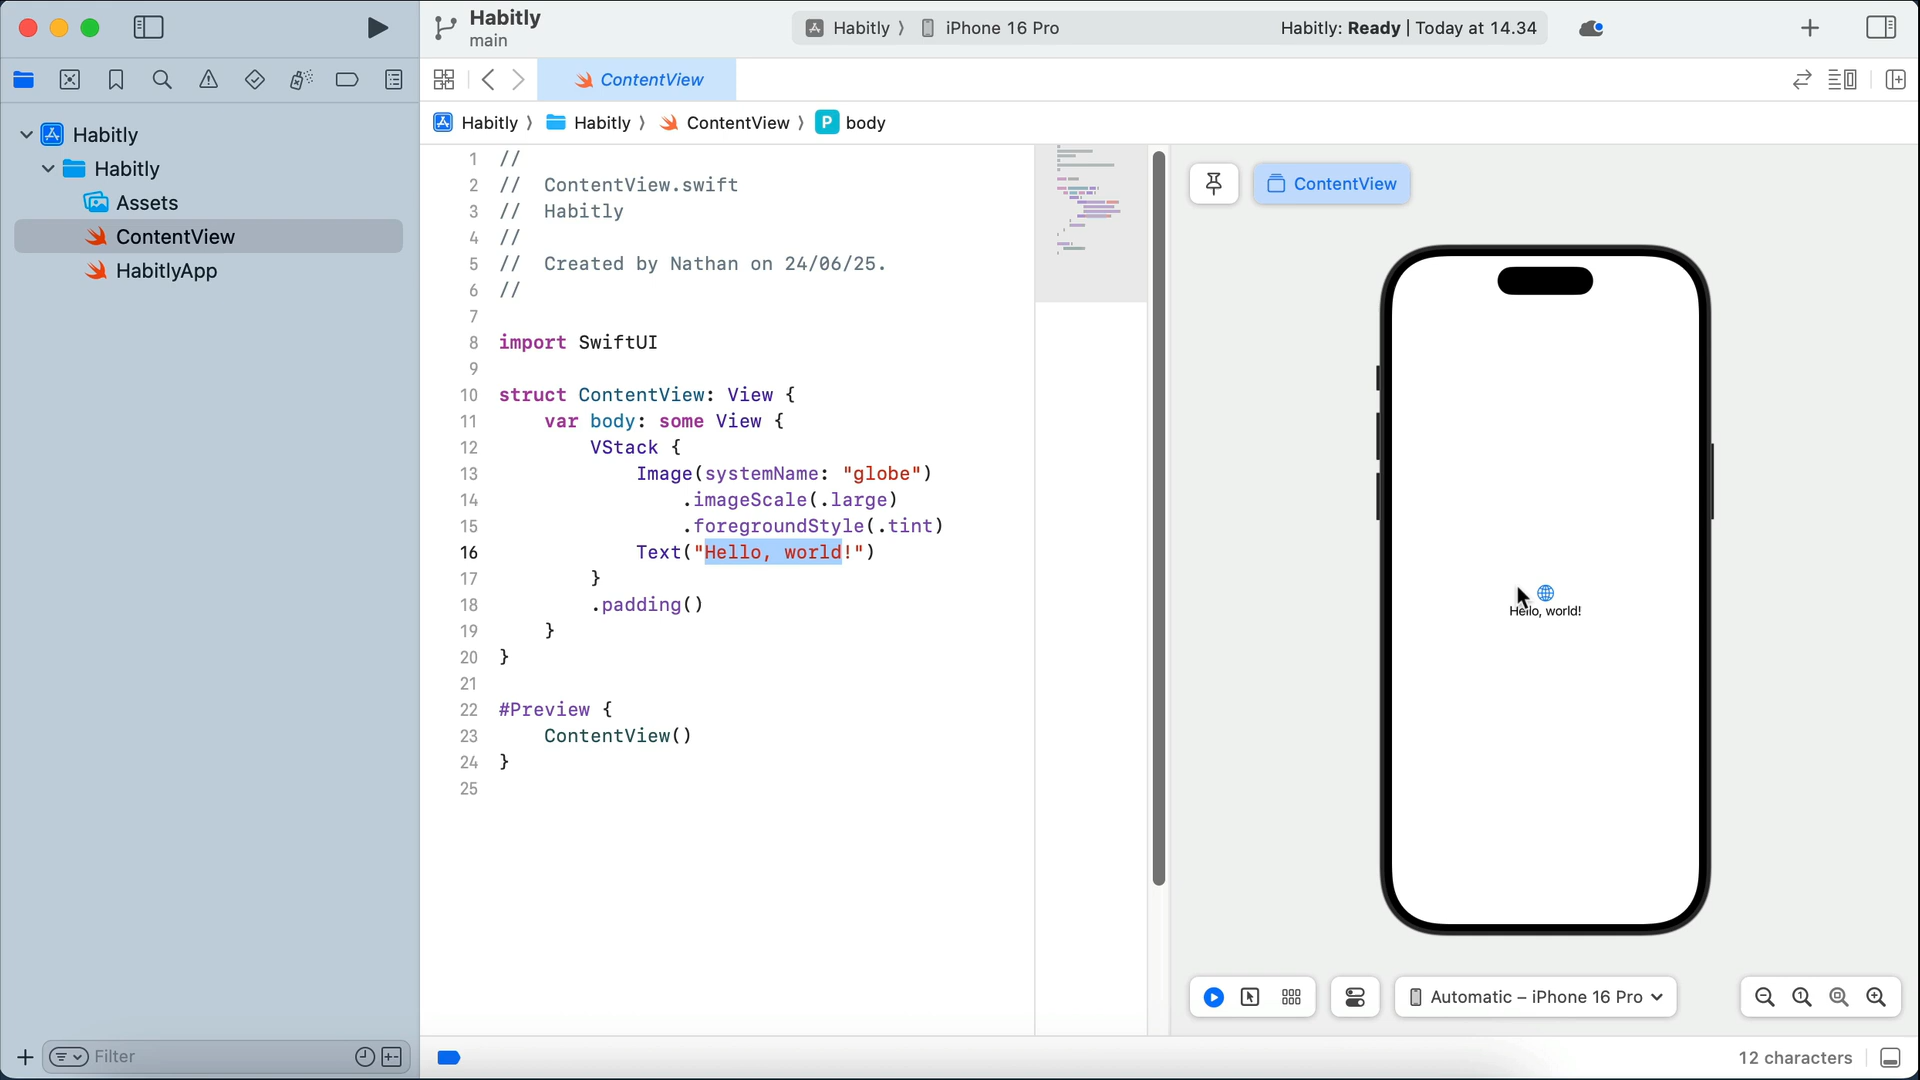 Habitly
main
Habitly
iPhone 16 Pro
Habitly: Ready | Today at 14.34
ContentView
Habitly
Habitly
ContentView
P body
Habitly
Habitly
Assets
ContentView
HabitlyApp
1 //
2 //  ContentView.swift
3 //  Habitly
4 //
5 //  Created by Nathan on 24/06/25.
6 //
7
8 import SwiftUI
9
10 struct ContentView: View {
11     var body: some View {
12         VStack {
13             Image(systemName: "globe")
14                 .imageScale(.large)
15                 .foregroundStyle(.tint)
16             Text("Hello, world!")
17         }
18         .padding()
19     }
20 }
21
22 #Preview {
23     ContentView()
24 }
25
ContentView
Hello, world!
Automatic – iPhone 16 Pro
Filter
12 characters